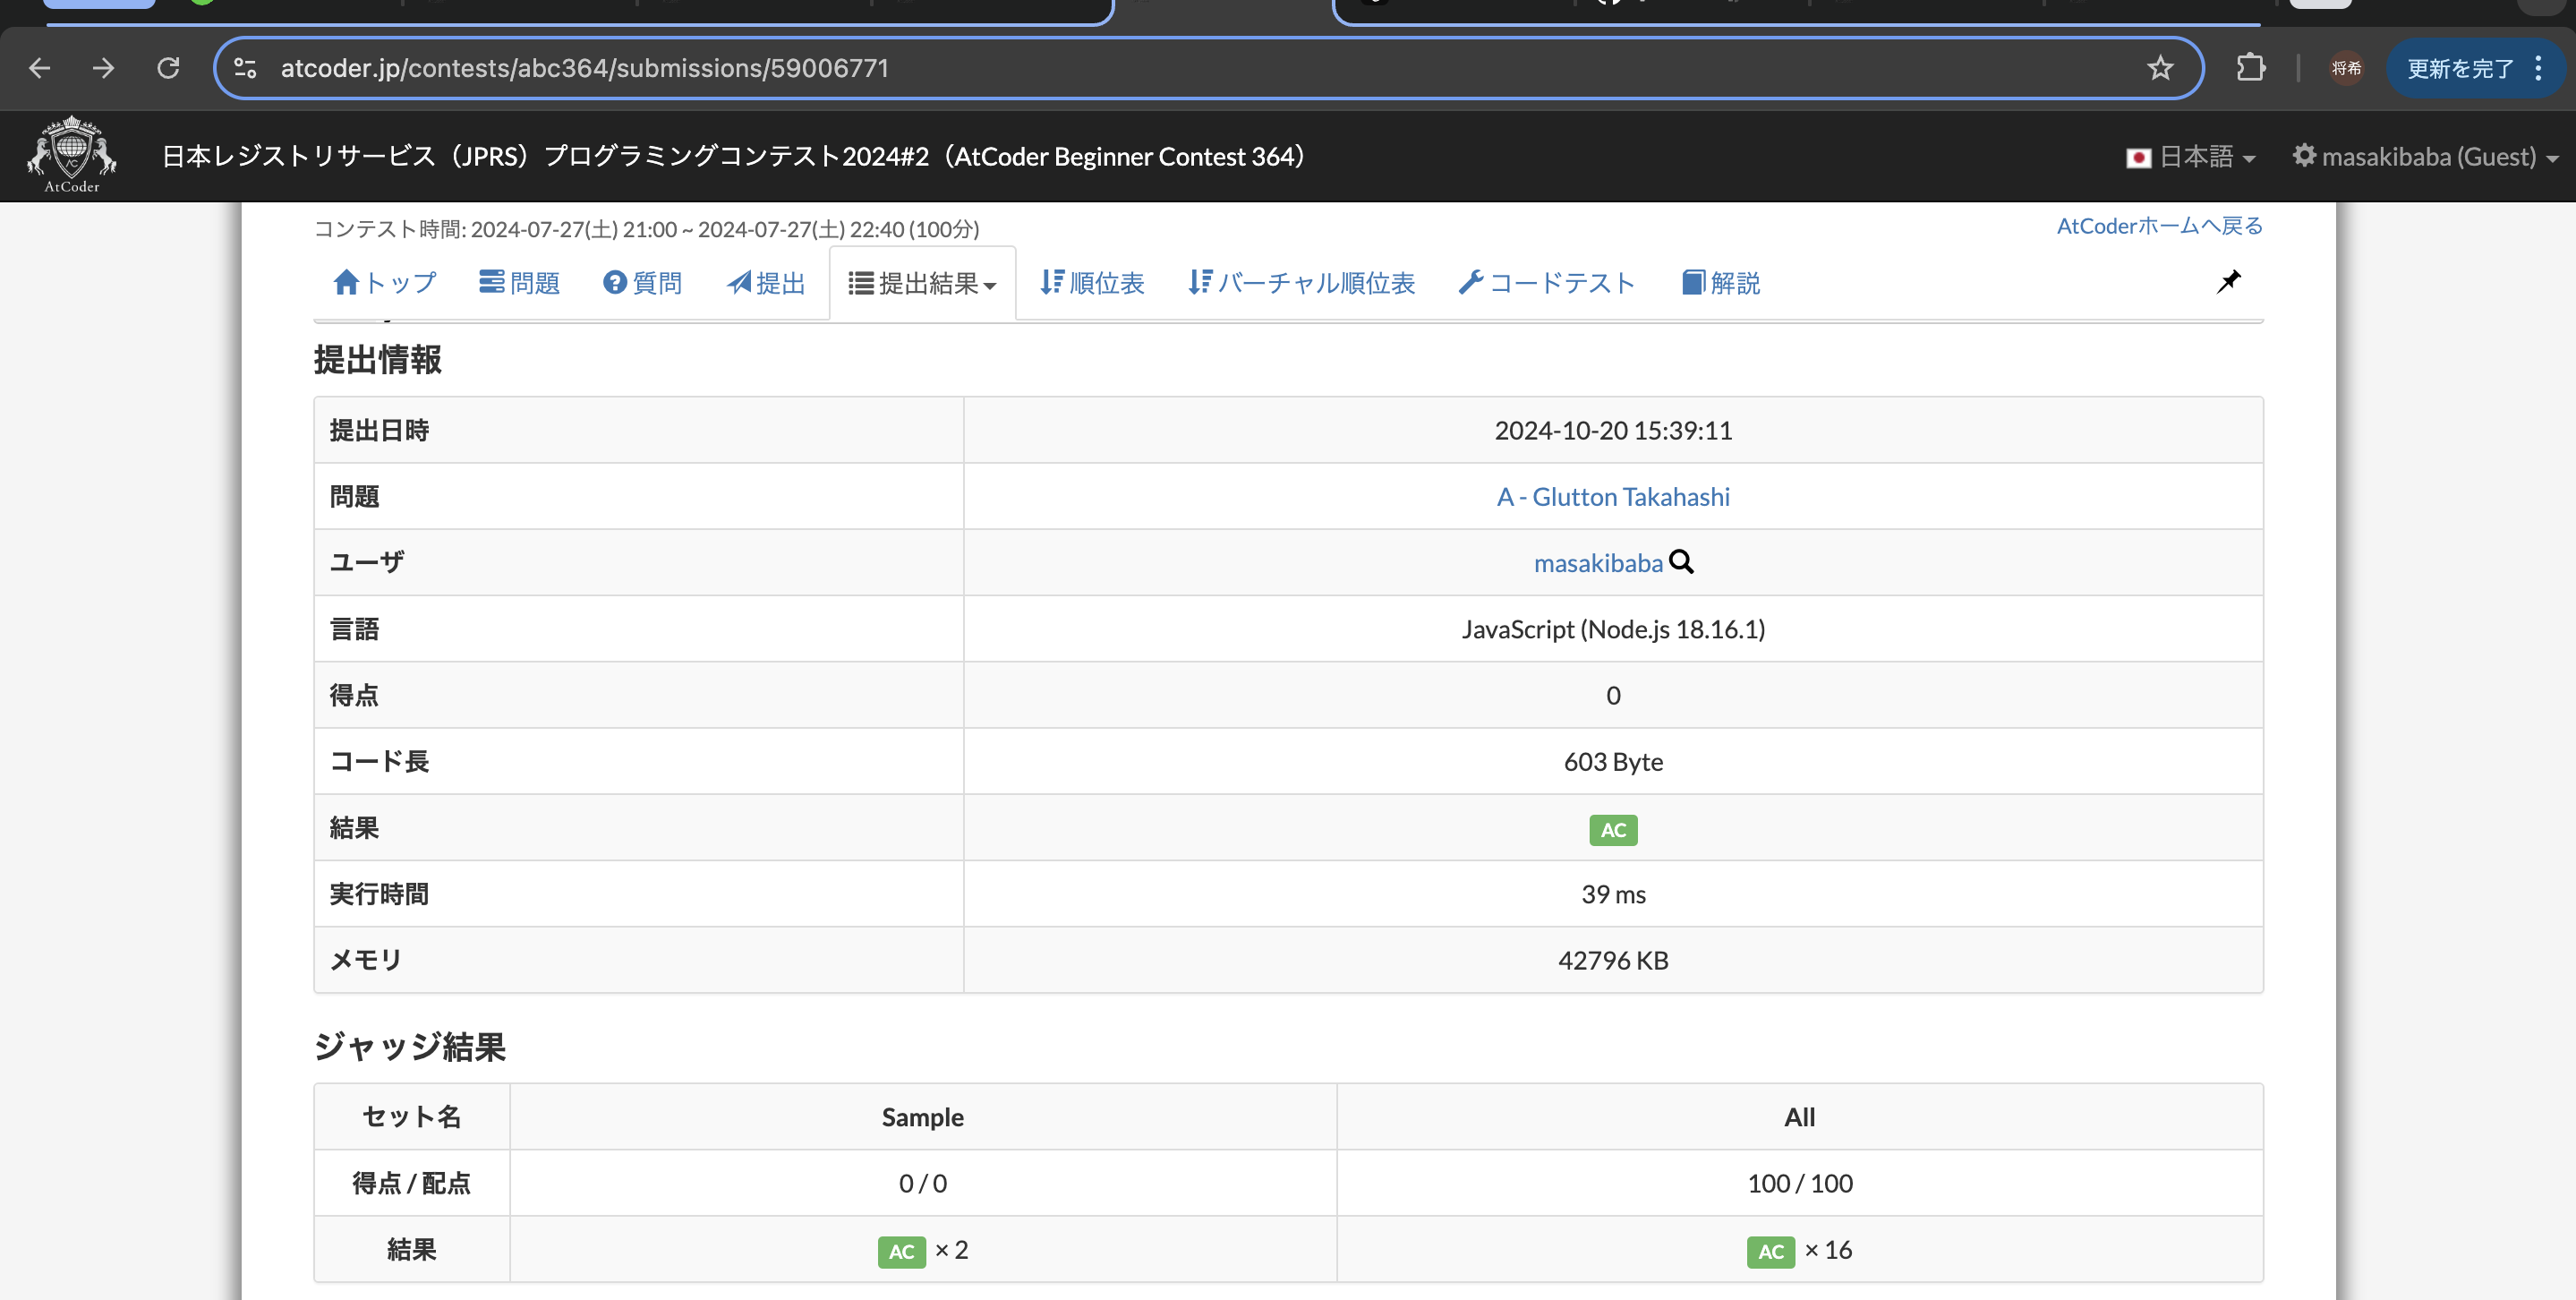 atcoder.jp/contests/abc364/submissions/59006771
将希
更新を完了
AtCoder
日本レジストリサービス（JPRS）プログラミングコンテスト2024#2（AtCoder Beginner Contest 364）
日本語
masakibaba (Guest)
コンテスト時間: 2024-07-27(土) 21:00 ~ 2024-07-27(土) 22:40 (100分)
AtCoderホームへ戻る
トップ 問題 質問 提出 提出結果 順位表 バーチャル順位表 コードテスト 解説
提出情報
提出日時 2024-10-20 15:39:11
問題 A - Glutton Takahashi
ユーザ masakibaba
言語 JavaScript (Node.js 18.16.1)
得点 0
コード長 603 Byte
結果 AC
実行時間 39 ms
メモリ 42796 KB
ジャッジ結果
セット名 Sample All
得点 / 配点 0 / 0 100 / 100
結果 AC × 2 AC × 16